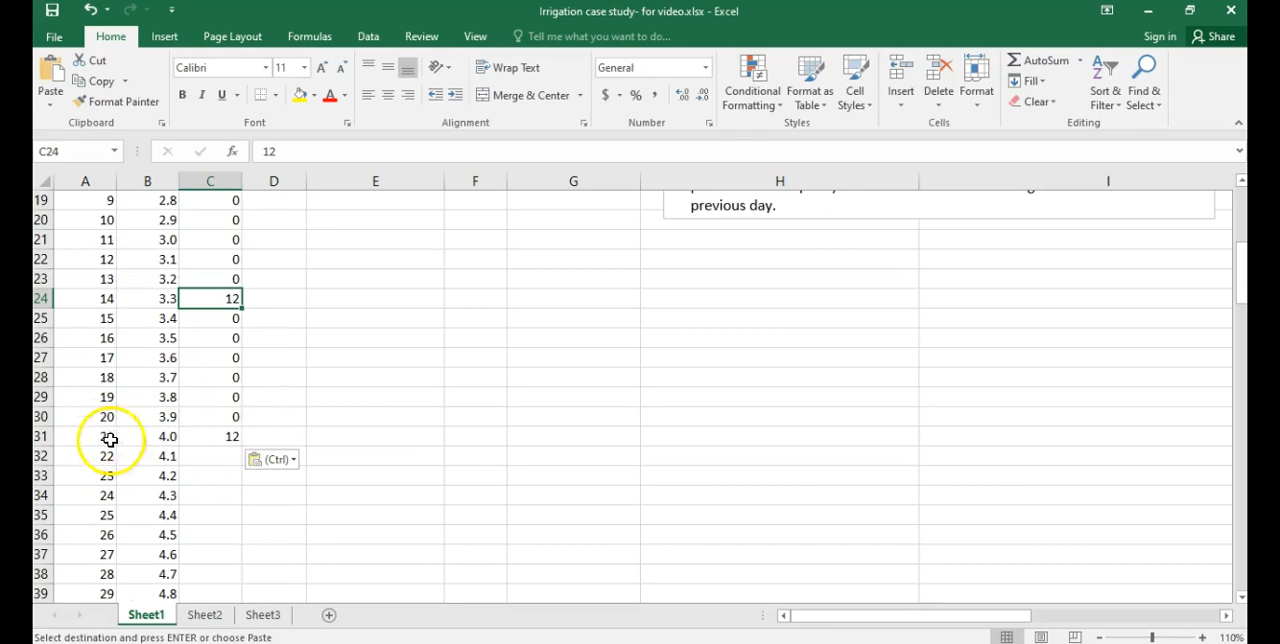 Irrigation case study- for video.xlsx - Excel
File Home Insert Page Layout Formulas Data Review View Tell me what you want to do... Sign in Share
Cut
Copy
Format Painter
Paste
Clipboard
Calibri 11
B I U
Font
Wrap Text
Merge & Center
Alignment
General
$ % ,
Number
Conditional Formatting
Format as Table
Cell Styles
Styles
Insert Delete Format
Cells
AutoSum
Fill
Clear
Sort & Filter
Find & Select
Editing
C24 fx 12
A B C D E F G H I
19 9 2.8 0
previous day.
20 10 2.9 0
21 11 3.0 0
22 12 3.1 0
23 13 3.2 0
24 14 3.3 12
25 15 3.4 0
26 16 3.5 0
27 17 3.6 0
28 18 3.7 0
29 19 3.8 0
30 20 3.9 0
31 4.0 12
32 22 4.1
(Ctrl)
33 23 4.2
34 24 4.3
35 25 4.4
36 26 4.5
37 27 4.6
38 28 4.7
39 29 4.8
Sheet1 Sheet2 Sheet3
Select destination and press ENTER or choose Paste
110%